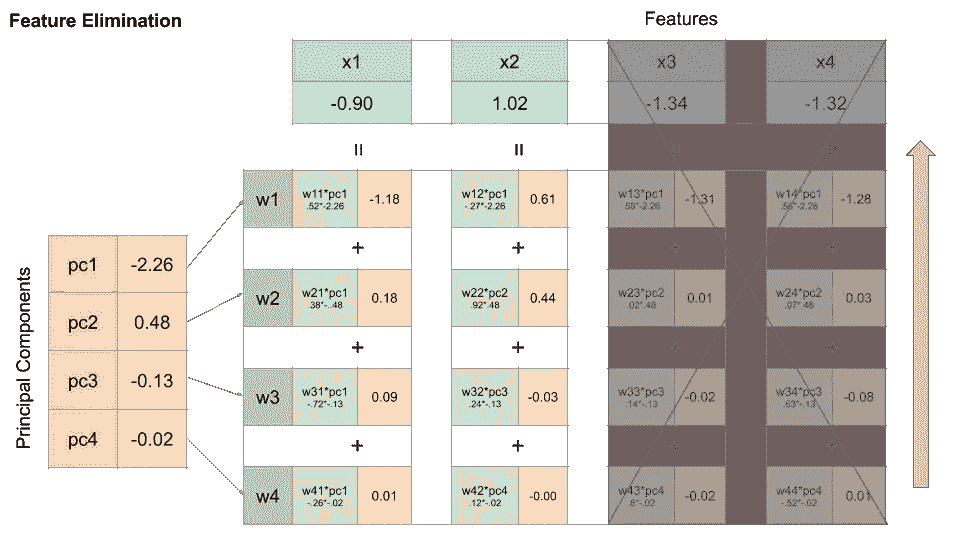 Feature Elimination
Features
x1 x2 x3 x4
-0.90 1.02 -1.34 -1.32
= = = =
w1 w11*pc1 -1.18 w12*pc1 0.61 w13*pc1 -1.31 w14*pc1 -1.28
.52*-2.26 -.27*-2.26 .58*-2.26 .56*-2.26
+ + + +
pc1 -2.26
w2 w21*pc1 0.18 w22*pc2 0.44 w23*pc2 0.01 w24*pc2 0.03
.38*-.48 .92*.48 .02*.48 .07*.48
pc2 0.48
+ + + +
pc3 -0.13
w3 w31*pc1 0.09 w32*pc3 -0.03 w33*pc3 -0.02 w34*pc3 -0.08
-.72*-.13 .24*-.13 .14*-.13 .63*-.13
pc4 -0.02
+ + + +
w4 w41*pc1 0.01 w42*pc4 -0.00 w43*pc4 -0.02 w44*pc4 0.01
-.26*-.02 .12*-.02 .8*-.02 -.52*-.02
Principal Components